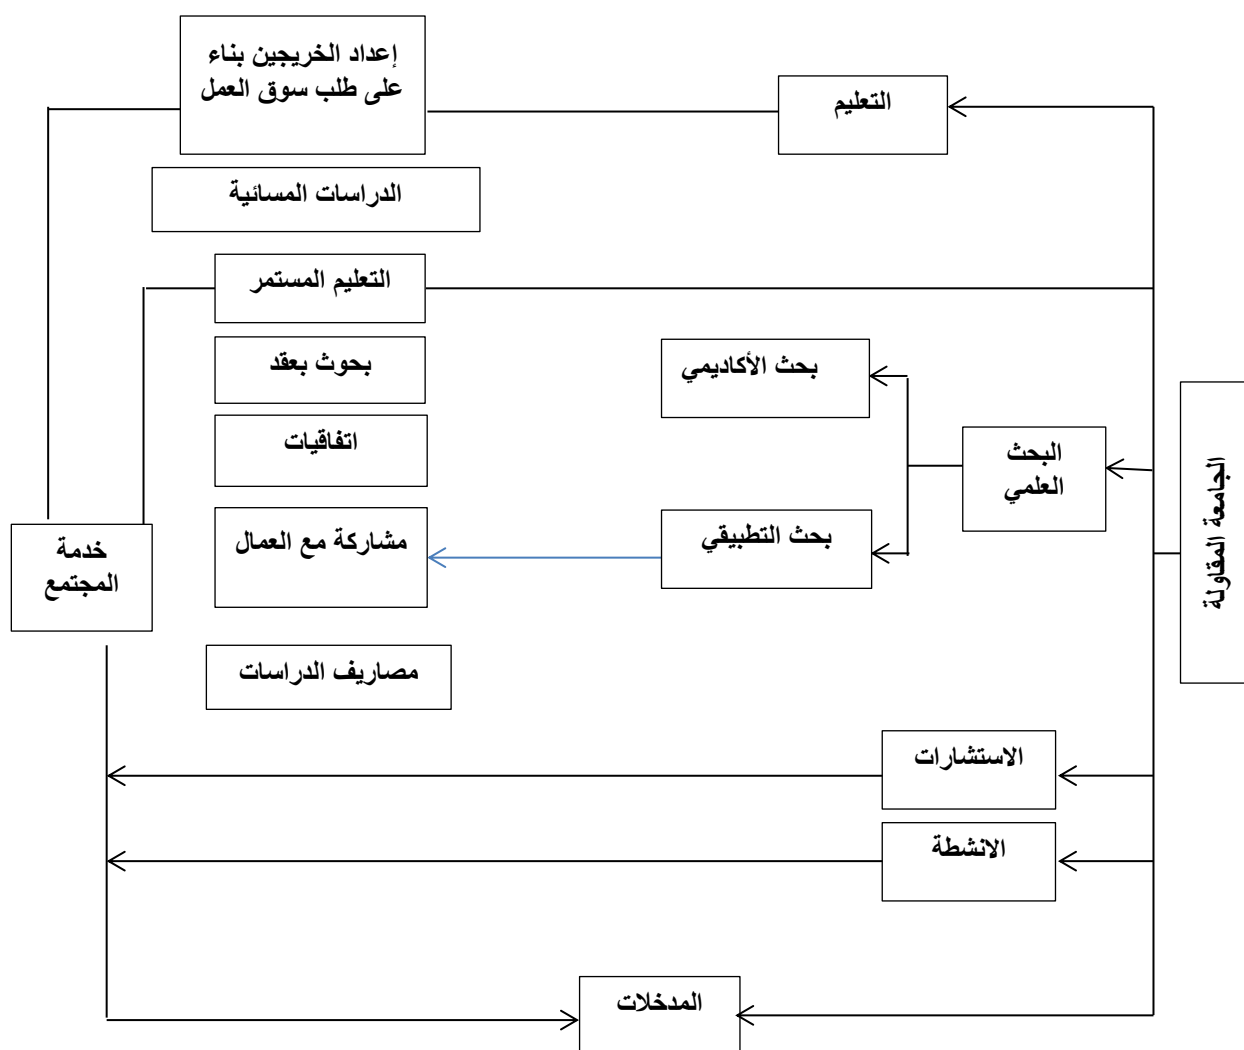 إعداد الخريجين بناء
على طلب سوق العمل
التعليم
الدراسات المسائية
التعليم المستمر
بحوث بعقد
بحث الأكاديمي
اتفاقيات
البحث
العلمي
الجامعة المقاولة
مشاركة مع العمال
بحث التطبيقي
خدمة
المجتمع
مصاريف الدراسات
الاستشارات
الانشطة
المدخلات